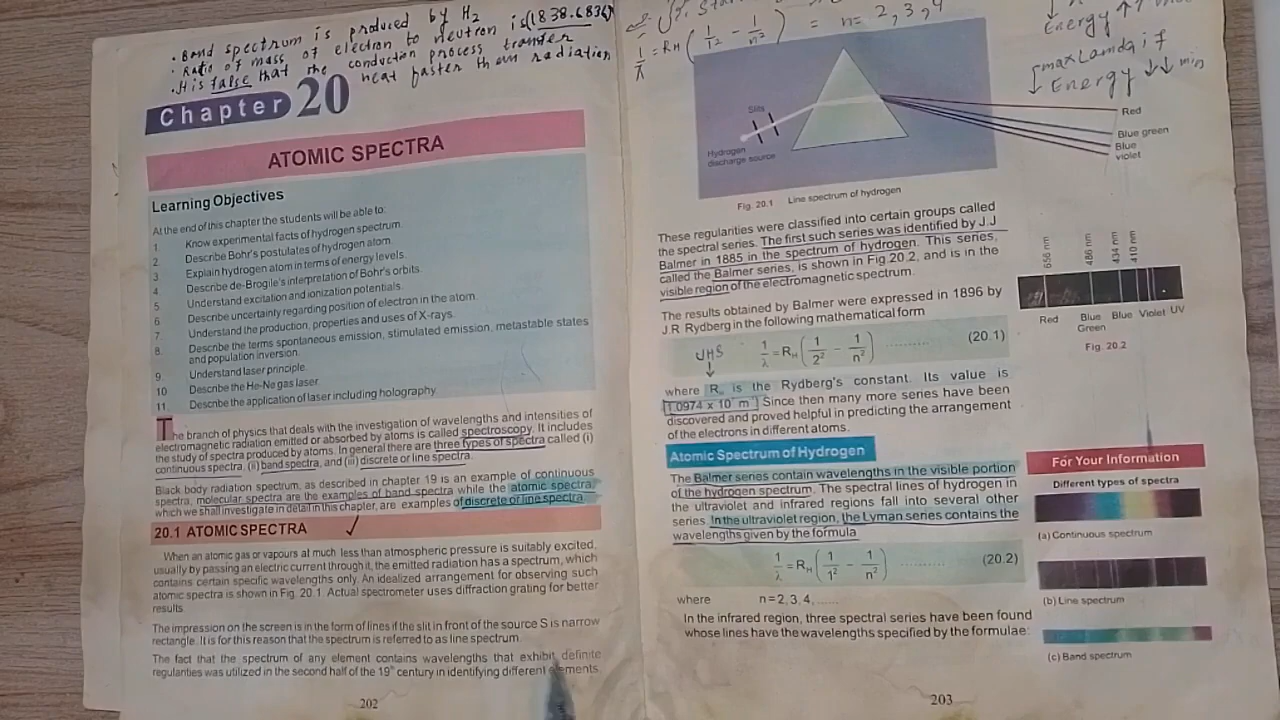 . Band spectrum is produced by H2
. Ratio of mass of electron to neutron is (1838.6836)
. It is false that the conduction process transfer
heat faster than radiation
Chapter 20
ATOMIC SPECTRA
Learning Objectives
At the end of this chapter the students will be able to:
1. Know experimental facts of hydrogen spectrum.
2. Describe Bohr's postulates of hydrogen atom.
3. Explain hydrogen atom in terms of energy levels.
4. Describe de-Brogile's interpretation of Bohr's orbits.
5. Understand excitation and ionization potentials.
6. Describe uncertainty regarding position of electron in the atom.
7. Understand the production, properties and uses of X-rays.
8. Describe the terms spontaneous emission, stimulated emission, metastable states
and population inversion.
9. Understand laser principle.
10. Describe the He-Ne gas laser.
11. Describe the application of laser including holography.
The branch of physics that deals with the investigation of wavelengths and intensities of
electromagnetic radiation emitted or absorbed by atoms is called spectroscopy. It includes
the study of spectra produced by atoms. In general there are three types of spectra called (i)
continuous spectra, (ii) band spectra, and (iii) discrete or line spectra.
Black body radiation spectrum, as described in chapter 19 is an example of continuous
spectra, molecular spectra are the examples of band spectra while the atomic spectra,
which we shall investigate in detail in this chapter, are examples of discrete or line spectra.
20.1 ATOMIC SPECTRA
When an atomic gas or vapours at much less than atmospheric pressure is suitably excited,
usually by passing an electric current through it, the emitted radiation has a spectrum, which
contains certain specific wavelengths only. An idealized arrangement for observing such
atomic spectra is shown in Fig. 20.1. Actual spectrometer uses diffraction grating for better
results.
The impression on the screen is in the form of lines if the slit in front of the source S is narrow
rectangle. It is for this reason that the spectrum is referred to as line spectrum.
The fact that the spectrum of any element contains wavelengths that exhibit definite
regularities was utilized in the second half of the 19th century in identifying different elements.
202
1/λ = RH (1/1² - 1/n²) = n = 2, 3, 4
Energy ↑↑
max Lamda if
Energy ↓↓ min
Slits
Hydrogen
discharge source
Red
Blue green
Blue
violet
Fig. 20.1 Line spectrum of hydrogen
These regularities were classified into certain groups called
the spectral series. The first such series was identified by J.J
Balmer in 1885 in the spectrum of hydrogen. This series,
called the Balmer series, is shown in Fig 20.2, and is in the
visible region of the electromagnetic spectrum.
The results obtained by Balmer were expressed in 1896 by
J.R Rydberg in the following mathematical form
1/λ = RH (1/2² - 1/n²) .......... (20.1)
where RH is the Rydberg's constant. Its value is
1.0974 x 10⁷ m⁻¹ Since then many more series have been
discovered and proved helpful in predicting the arrangement
of the electrons in different atoms.
656 nm
486 nm
434 nm
410 nm
Red Blue Green Blue Violet UV
Fig. 20.2
Atomic Spectrum of Hydrogen
The Balmer series contain wavelengths in the visible portion
of the hydrogen spectrum. The spectral lines of hydrogen in
the ultraviolet and infrared regions fall into several other
series. In the ultraviolet region, the Lyman series contains the
wavelengths given by the formula
1/λ = RH (1/1² - 1/n²) .......... (20.2)
where n=2,3,4,......
In the infrared region, three spectral series have been found
whose lines have the wavelengths specified by the formulae:
For Your Information
Different types of spectra
(a) Continuous spectrum
(b) Line spectrum
(c) Band spectrum
203